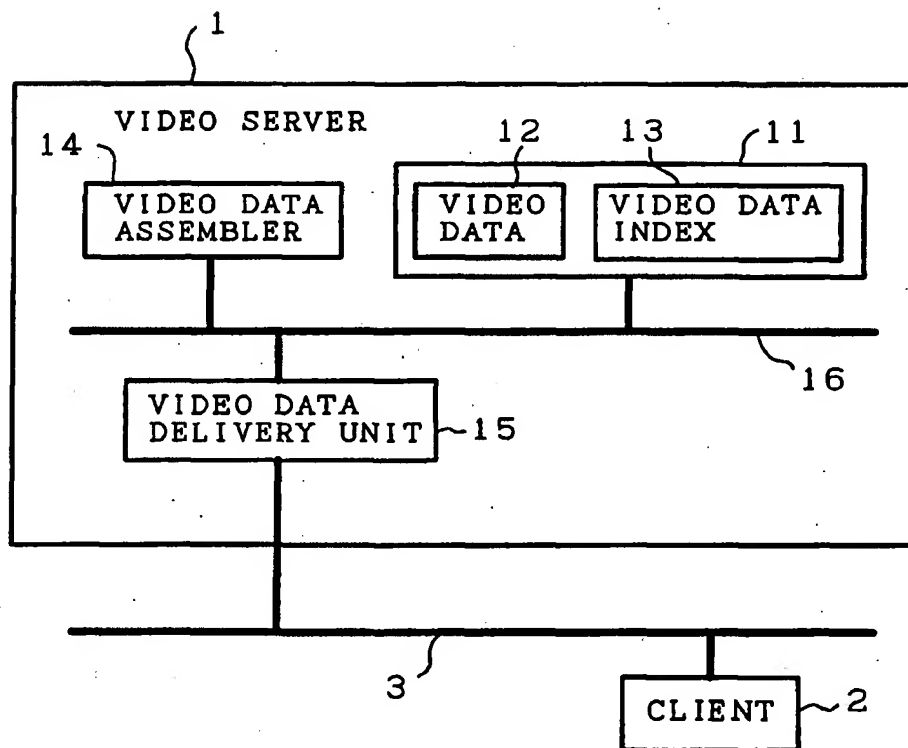 1
VIDEO SERVER
14
12
13
11
VIDEO DATA
ASSEMBLER
VIDEO
DATA
VIDEO DATA
INDEX
16
VIDEO DATA
DELIVERY UNIT
15
3
CLIENT
2